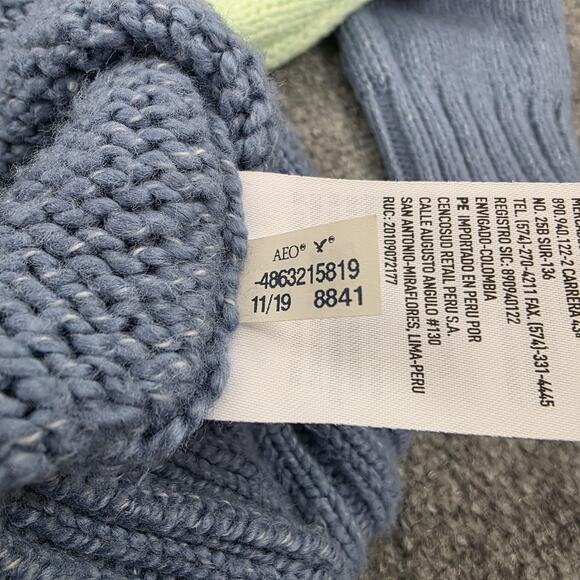 AEO®
-4863215819
11/19 8841
890.940.122-2 CARRERA 43B
NO. 25B SUR-136
TEL. (574)-270-4211 FAX. (574)-331-4445
REGISTRO SIC: 890940122
ENVIGADO-COLOMBIA
PE IMPORTADO EN PERU POR
CENCOSUD RETAIL PERU S.A.
CALLE AUGUSTO ANGULO #130
SAN ANTONIO-MIRAFLORES, LIMA-PERU
RUC: 20109072177